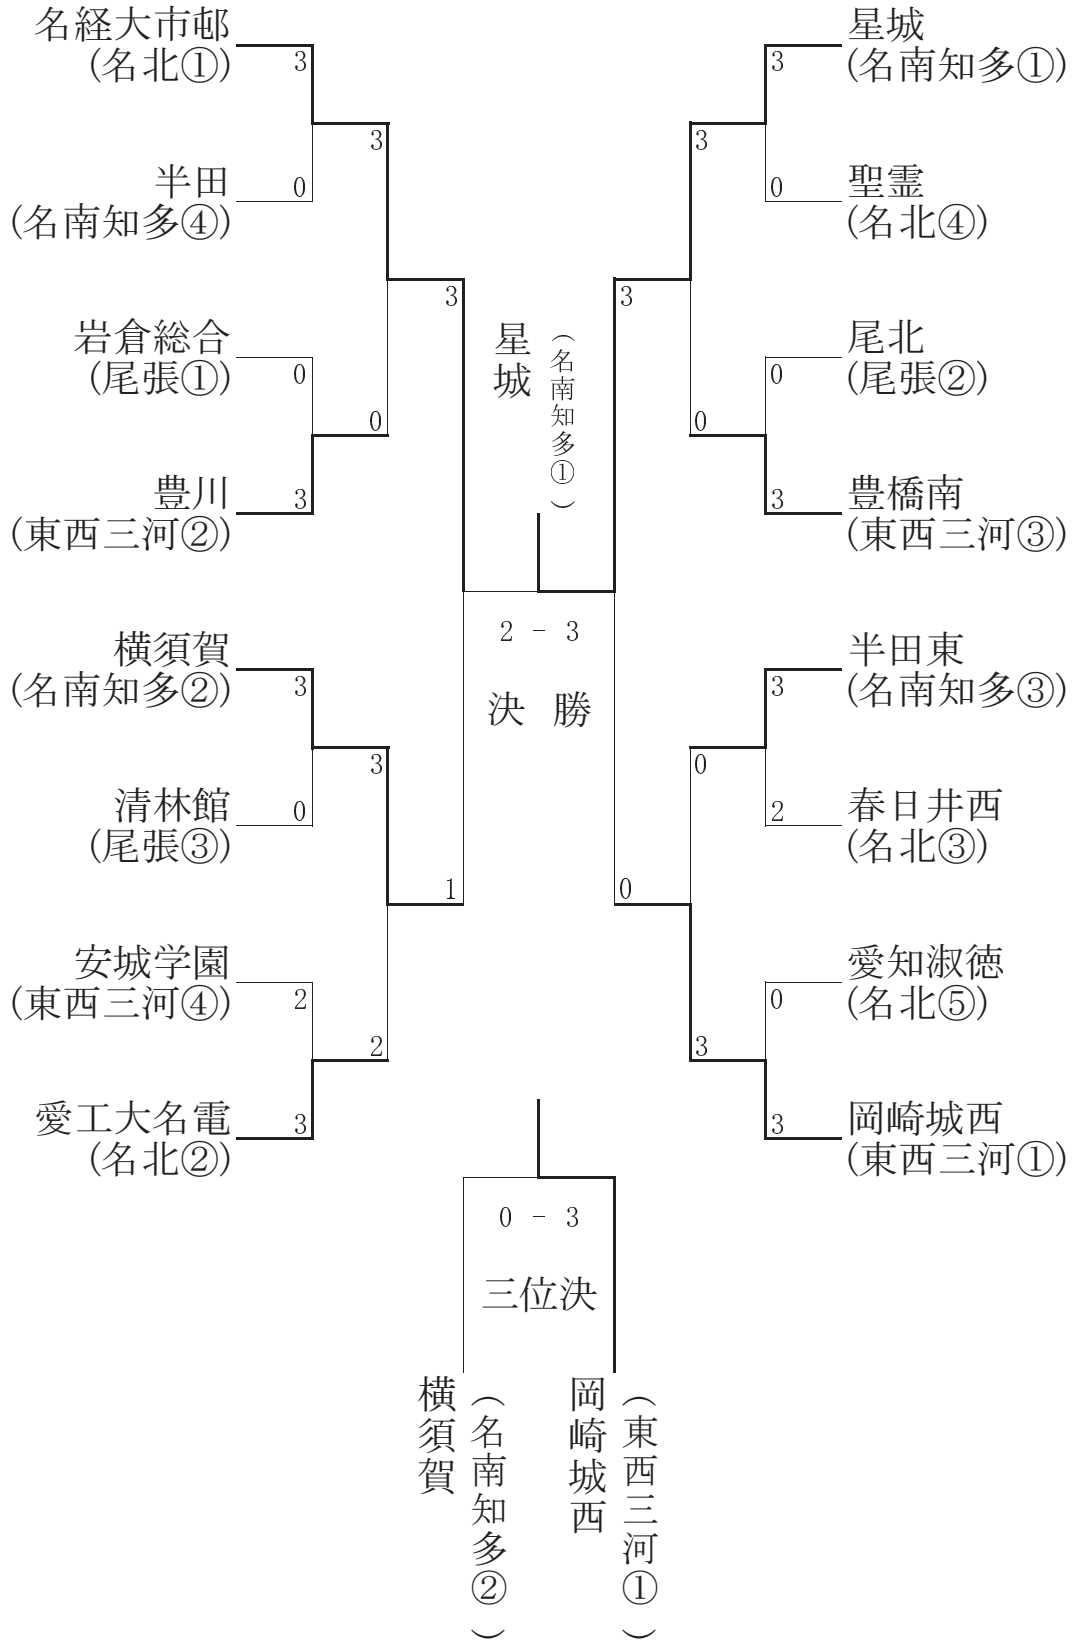 名経大市邨
(名北①)
3
3
半田
(名南知多④)
0
岩倉総合
(尾張①)
0
0
豊川
(東西三河②)
3
3
横須賀
(名南知多②)
3
3
清林館
(尾張③)
0
1
安城学園
(東西三河④)
2
2
愛工大名電
(名北②)
3
星城
(名南知多①)
2 - 3
決 勝
星城
(名南知多①)
3
3
聖霊
(名北④)
0
3
尾北
(尾張②)
0
0
豊橋南
(東西三河③)
3
半田東
(名南知多③)
3
0
春日井西
(名北③)
2
0
愛知淑徳
(名北⑤)
0
3
岡崎城西
(東西三河①)
3
0 - 3
三位決
横須賀
(名南知多②)
岡崎城西
(東西三河①)